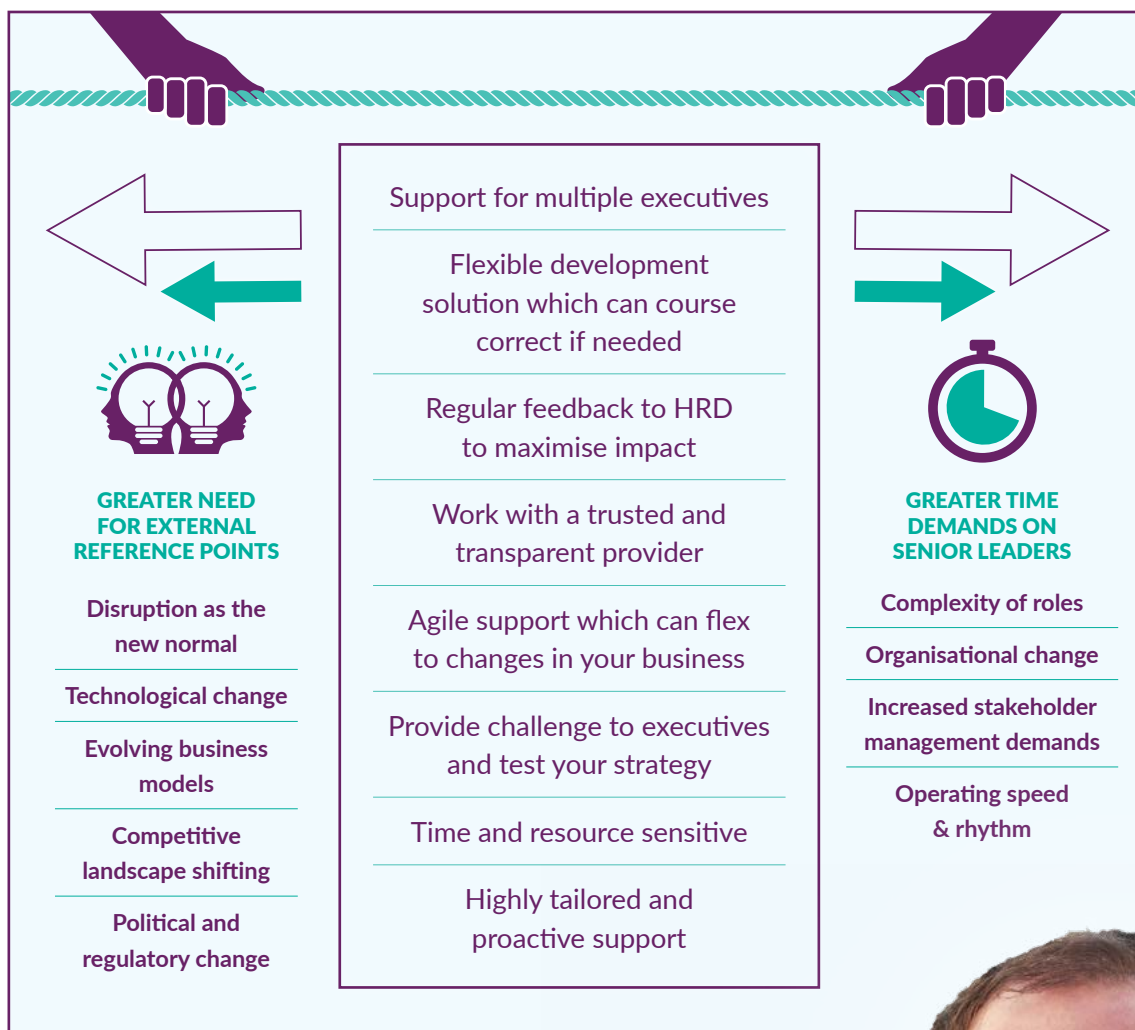 Support for multiple executives
Flexible development
solution which can course
correct if needed
Regular feedback to HRD
to maximise impact
Work with a trusted and
transparent provider
Agile support which can flex
to changes in your business
Provide challenge to executives
and test your strategy
Time and resource sensitive
Highly tailored and
proactive support
GREATER NEED
FOR EXTERNAL
REFERENCE POINTS
Disruption as the
new normal
Technological change
Evolving business
models
Competitive
landscape shifting
Political and
regulatory change
GREATER TIME
DEMANDS ON
SENIOR LEADERS
Complexity of roles
Organisational change
Increased stakeholder
management demands
Operating speed
& rhythm